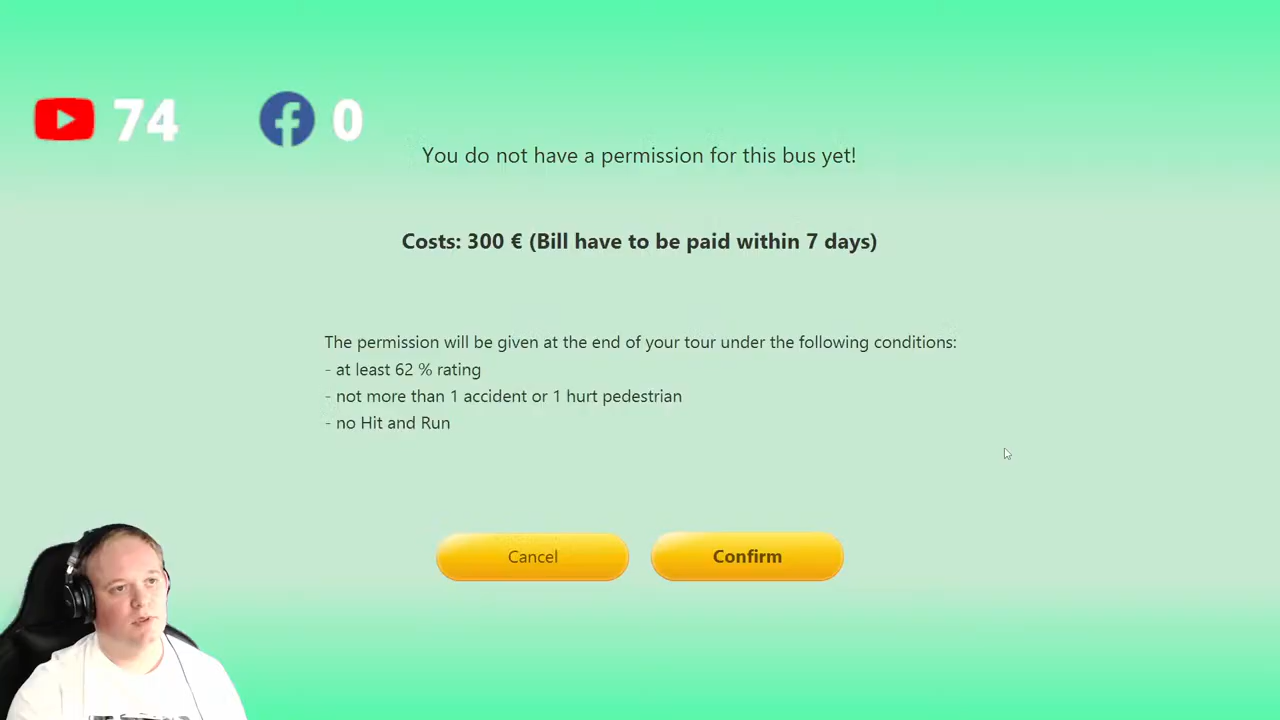 74
0
You do not have a permission for this bus yet!
Costs: 300 € (Bill have to be paid within 7 days)
The permission will be given at the end of your tour under the following conditions:
- at least 62 % rating
- not more than 1 accident or 1 hurt pedestrian
- no Hit and Run
Cancel
Confirm